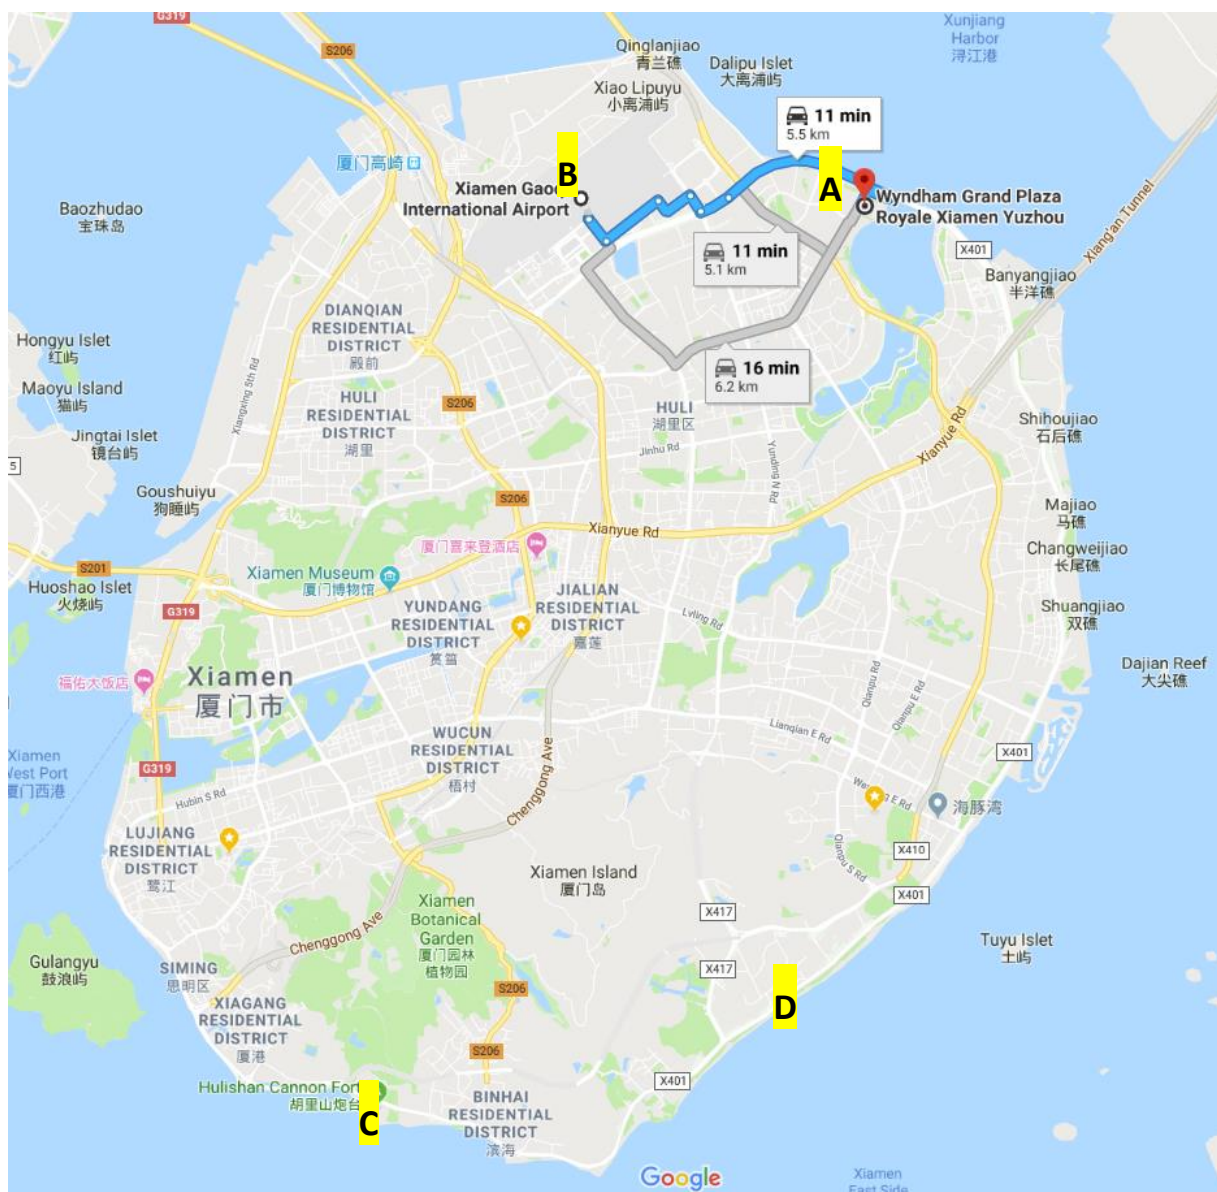 G319
S206
Xunjiang
Harbor
浔江港
Qinglanjiao
青兰礁
Dalipu Islet
大离浦屿
Xiao Lipuyu
小离浦屿
11 min
5.5 km
厦门高崎
B
A
Xiamen Gaoq
International Airport
Wyndham Grand Plaza
Royale Xiamen Yuzhou
Baozhudao
宝珠岛
Xiang'an Tunnel
11 min
5.1 km
X401
Banyangjiao
半洋礁
DIANQIAN
RESIDENTIAL
DISTRICT
殿前
Hongyu Islet
红屿
16 min
6.2 km
Maoyu Island
猫屿
Xiangxing 5th Rd
HULI
RESIDENTIAL
DISTRICT
湖里
S206
HULI
湖里区
Shihoujiao
石后礁
Jingtai Islet
镜台屿
Jinhu Rd
Yunding N Rd
Xianyue Rd
5
Goushuiyu
狗睡屿
S206
Majiao
马礁
Xianyue Rd
厦门喜来登酒店
Changweijiao
长尾礁
S201
Xiamen Museum
厦门博物馆
Huoshao Islet
火烧屿
G319
YUNDANG
RESIDENTIAL
DISTRICT
筼筜
JIALIAN
RESIDENTIAL
DISTRICT
嘉莲
Lvling Rd
Shuangjiao
双礁
Xiamen
厦门市
福佑大饭店
Qianpu Rd
Qianpu E Rd
Dajian Reef
大尖礁
WUCUN
RESIDENTIAL
DISTRICT
梧村
Lianqian E Rd
X401
Xiamen
West Port
厦门西港
G319
Chenggong Ave
Hubin S Rd
海豚湾
LUJIANG
RESIDENTIAL
DISTRICT
鹭江
Qianpu S Rd
X410
Xiamen Island
厦门岛
X401
Xiamen
Botanical
Garden
厦门园林
植物园
X417
Chenggong Ave
Tuyu Islet
土屿
Gulangyu
鼓浪屿
SIMING
思明区
X417
S206
D
XIAGANG
RESIDENTIAL
DISTRICT
厦港
S206
Hulishan Cannon Fort
胡里山炮台
C
X401
BINHAI
RESIDENTIAL
DISTRICT
滨海
Google
Xiamen
East Side